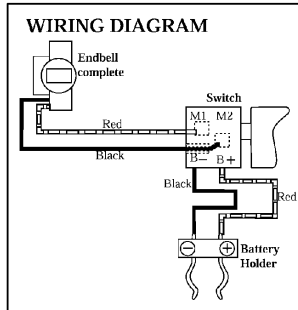 WIRING DIAGRAM
Endbell
complete
Switch
M1 M2
Red
Black
B− B+
Black
Red
− +
Battery
Holder